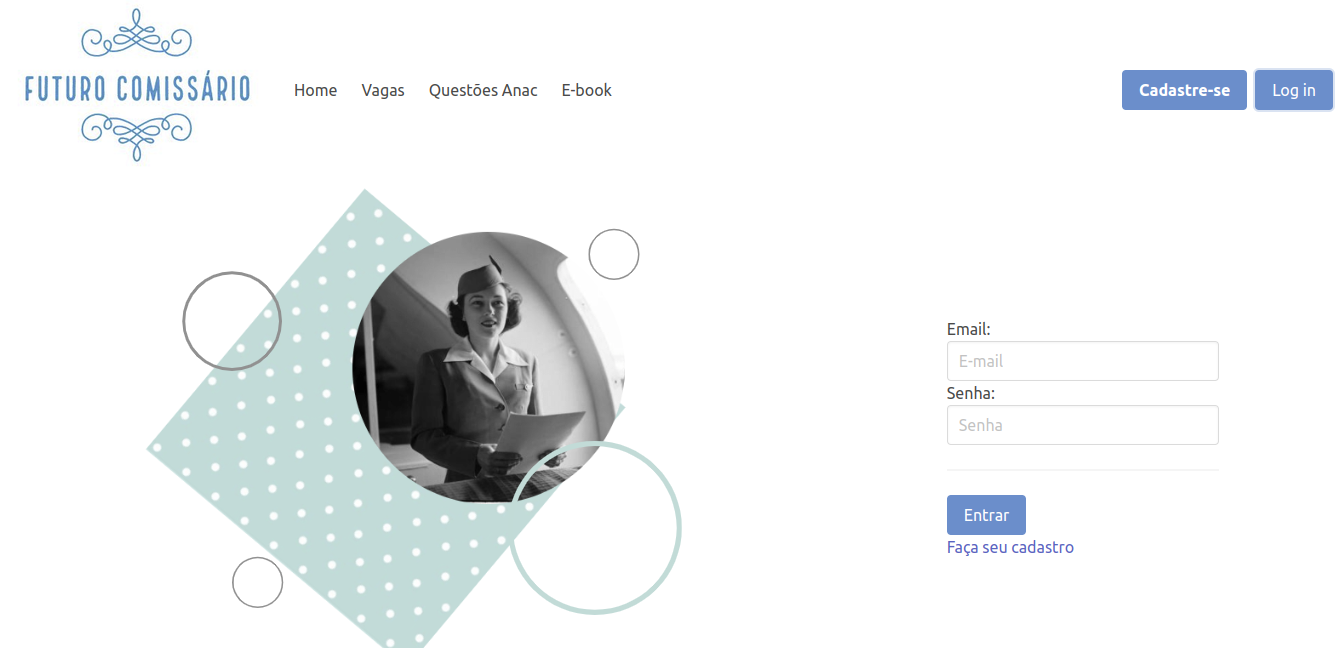 FUTURO COMISSÁRIO
Home Vagas Questões Anac E-book
Cadastre-se Log in
Email:
E-mail
Senha:
Senha
Entrar
Faça seu cadastro